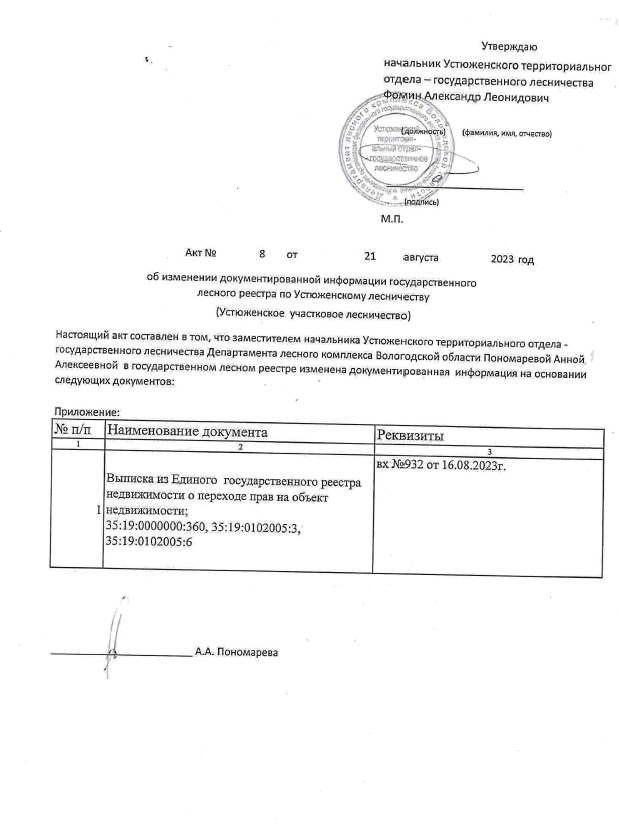 Утверждаю
начальник Устюженского территориальног
отдела – государственного лесничества
Фомин Александр Леонидович
Устюженский
территори-
альный отдел-
государственное
лесничество
(должность) (фамилия, имя, отчество)
(подпись)
М.П.
Акт № 8 от 21 августа 2023 год
об изменении документированной информации государственного
лесного реестра по Устюженскому лесничеству
(Устюженское участковое лесничество)
Настоящий акт составлен в том, что заместителем начальника Устюженского территориального отдела -
государственного лесничества Департамента лесного комплекса Вологодской области Пономаревой Анной
Алексеевной в государственном лесном реестре изменена документированная информация на основании
следующих документов:
Приложение:
№ п/п Наименование документа Реквизиты
1 2 3
вх №932 от 16.08.2023г.
Выписка из Единого государственного реестра
недвижимости о переходе прав на объект
1 недвижимости;
35:19:0000000:360, 35:19:0102005:3,
35:19:0102005:6
А.А. Пономарева